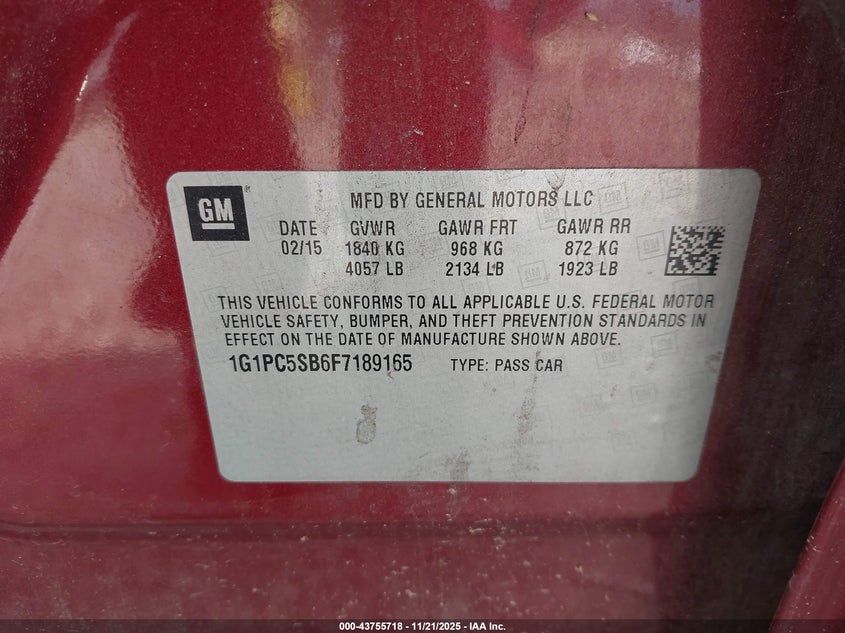 GM
MFD BY GENERAL MOTORS LLC
DATE GVWR GAWR FRT GAWR RR
02/15 1840 KG 968 KG 872 KG
4057 LB 2134 LB 1923 LB
THIS VEHICLE CONFORMS TO ALL APPLICABLE U.S. FEDERAL MOTOR
VEHICLE SAFETY, BUMPER, AND THEFT PREVENTION STANDARDS IN
EFFECT ON THE DATE OF MANUFACTURE SHOWN ABOVE.
1G1PC5SB6F7189165 TYPE: PASS CAR
000-43755718 - 11/21/2025 - IAA Inc.